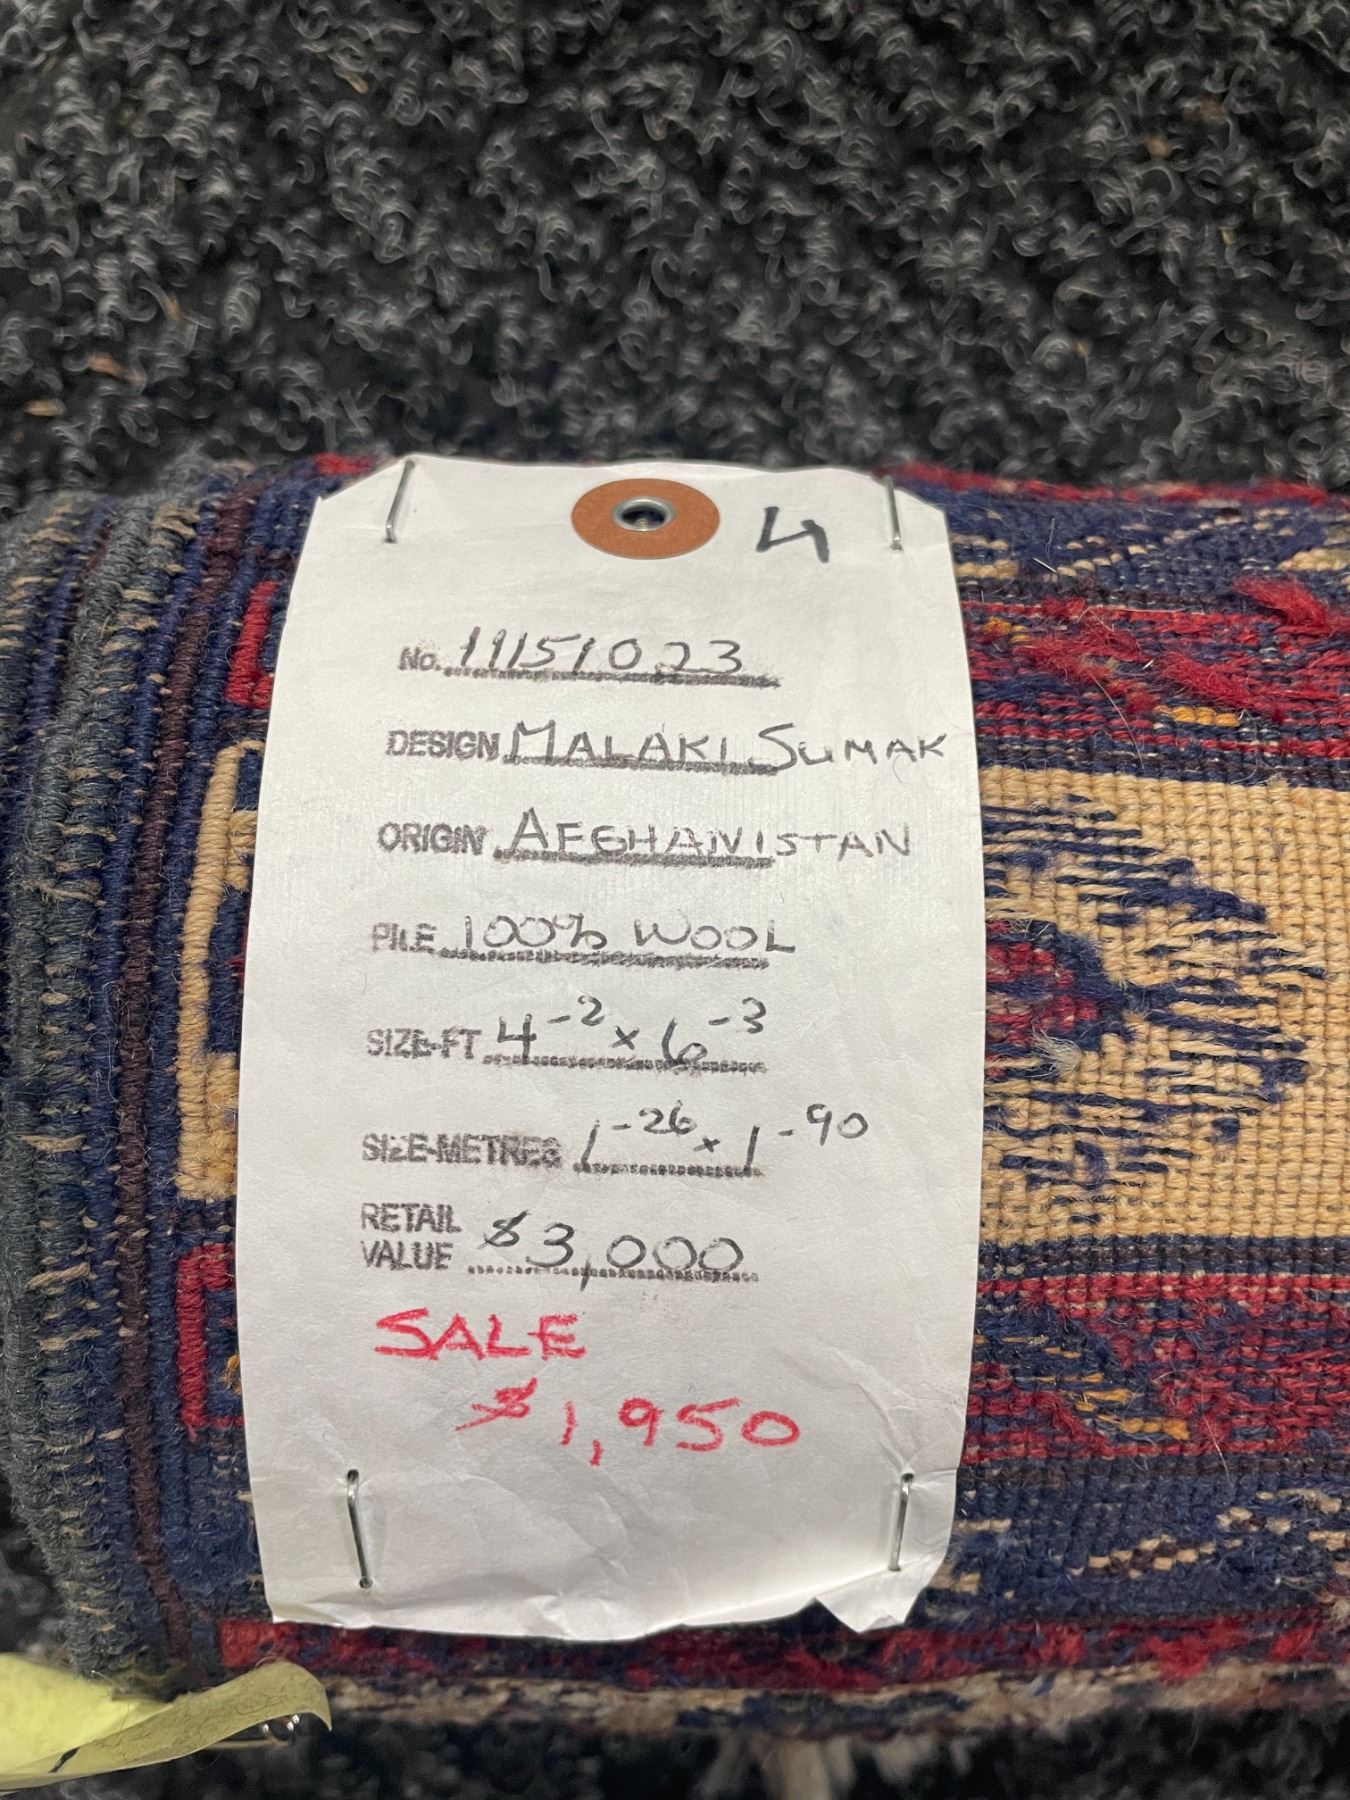 4
No. 19151023
DESIGN MALAKI SUMAK
ORIGIN AFGHANISTAN
PILE 100% WOOL
SIZE-FT 4-2 x 6-3
SIZE-METRES 1-26 x 1-90
RETAIL
VALUE $3,000
SALE
$1,950